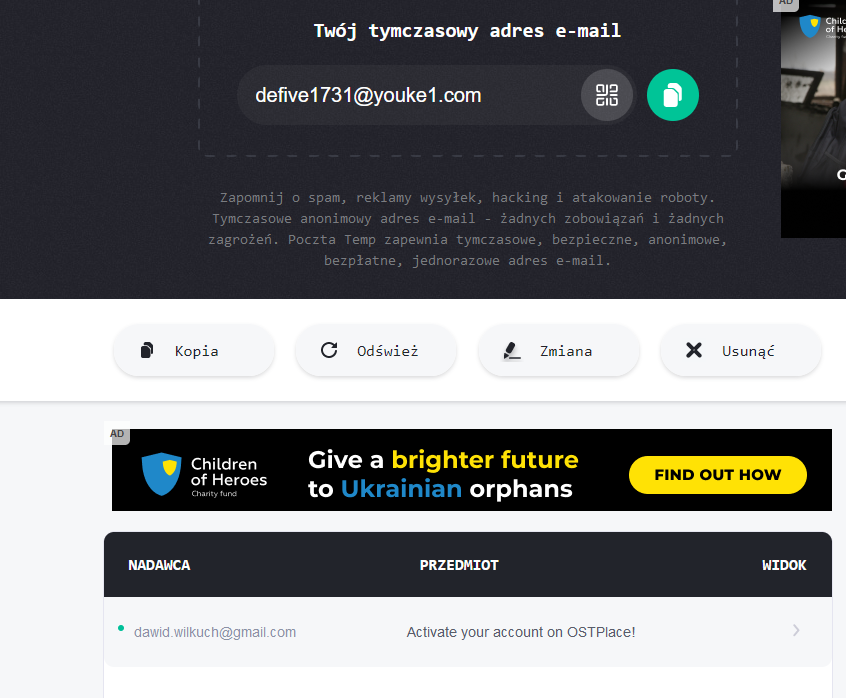 AD
Children
of He
Twój tymczasowy adres e-mail
defive1731@youke1.com
G
Zapomnij o spam, reklamy wysyłek, hacking i atakowanie roboty.
Tymczasowe anonimowy adres e-mail - żadnych zobowiązań i żadnych
zagrożeń. Poczta Temp zapewnia tymczasowe, bezpieczne, anonimowe,
bezpłatne, jednorazowe adres e-mail.
Kopia
Odśwież
Zmiana
Usunąć
AD
Children
of Heroes
Charity fund
Give a brighter future
to Ukrainian orphans
FIND OUT HOW
NADAWCA PRZEDMIOT WIDOK
dawid.wilkuch@gmail.com Activate your account on OSTPlace!